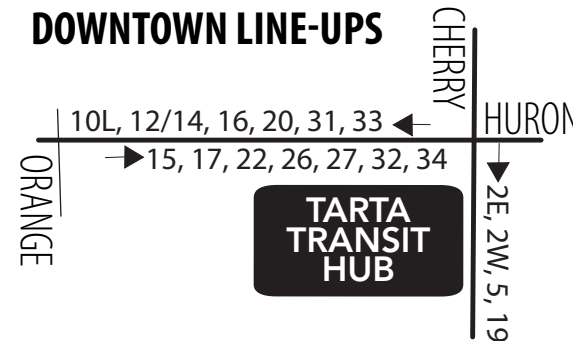 DOWNTOWN LINE-UPS
CHERRY
10L, 12/14, 16, 20, 31, 33
HURON
15, 17, 22, 26, 27, 32, 34
ORANGE
TARTA
TRANSIT
HUB
2E, 2W, 5, 19